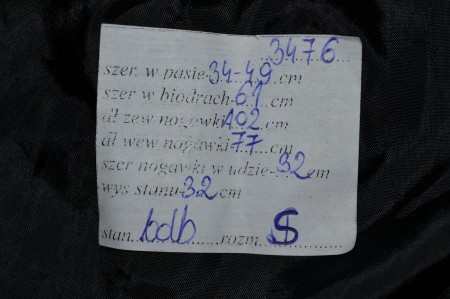 3476
szer. w pasie 34-49 cm
szer w biodrach 61 cm
dł zew nogawki 102 cm
dł wew nogawki 77 cm
szer nogawki w udzie 32 cm
wys stanu 32 cm
stan bdb rozm. S